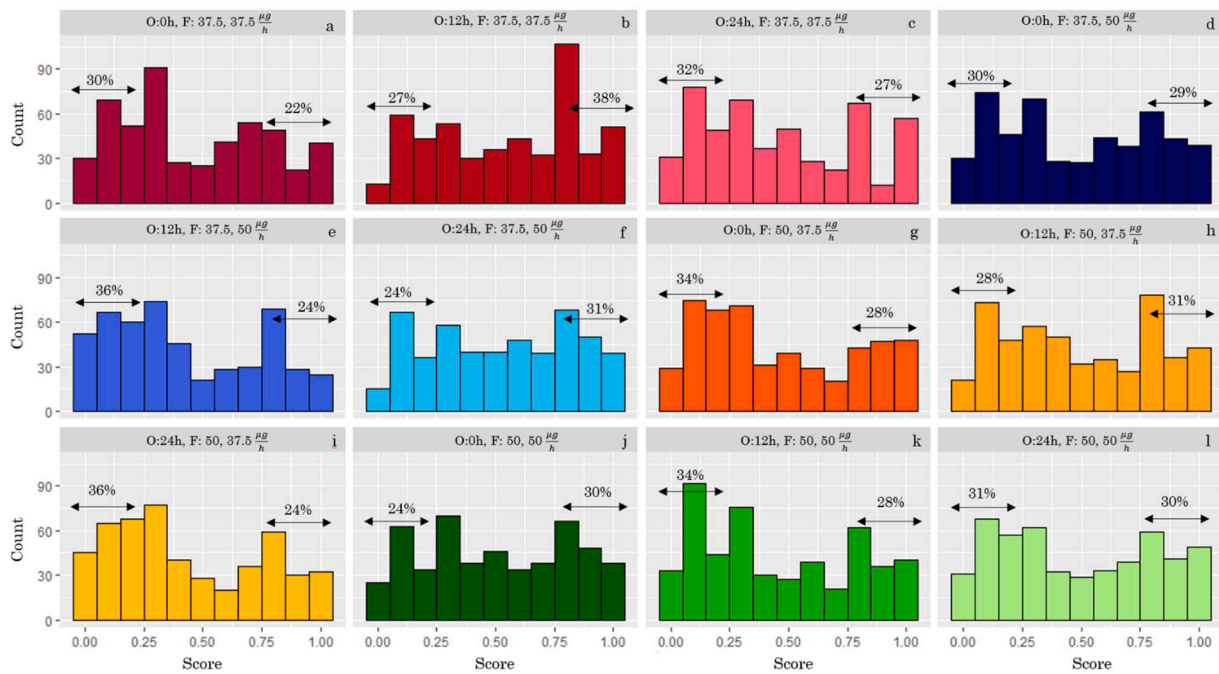 O:0h, F: 37.5, 37.5 μg/h a
O:12h, F: 37.5, 37.5 μg/h b
O:24h, F: 37.5, 37.5 μg/h c
O:0h, F: 37.5, 50 μg/h d
Count
90
60
30
0
30% 22%
27% 38%
32% 27%
30% 29%
O:12h, F: 37.5, 50 μg/h e
O:24h, F: 37.5, 50 μg/h f
O:0h, F: 50, 37.5 μg/h g
O:12h, F: 50, 37.5 μg/h h
Count
90
60
30
0
36% 24%
24% 31%
34% 28%
28% 31%
O:24h, F: 50, 37.5 μg/h i
O:0h, F: 50, 50 μg/h j
O:12h, F: 50, 50 μg/h k
O:24h, F: 50, 50 μg/h l
Count
90
60
30
0
36% 24%
24% 30%
34% 28%
31% 30%
0.00 0.25 0.50 0.75 1.00
0.00 0.25 0.50 0.75 1.00
0.00 0.25 0.50 0.75 1.00
0.00 0.25 0.50 0.75 1.00
Score
Score
Score
Score